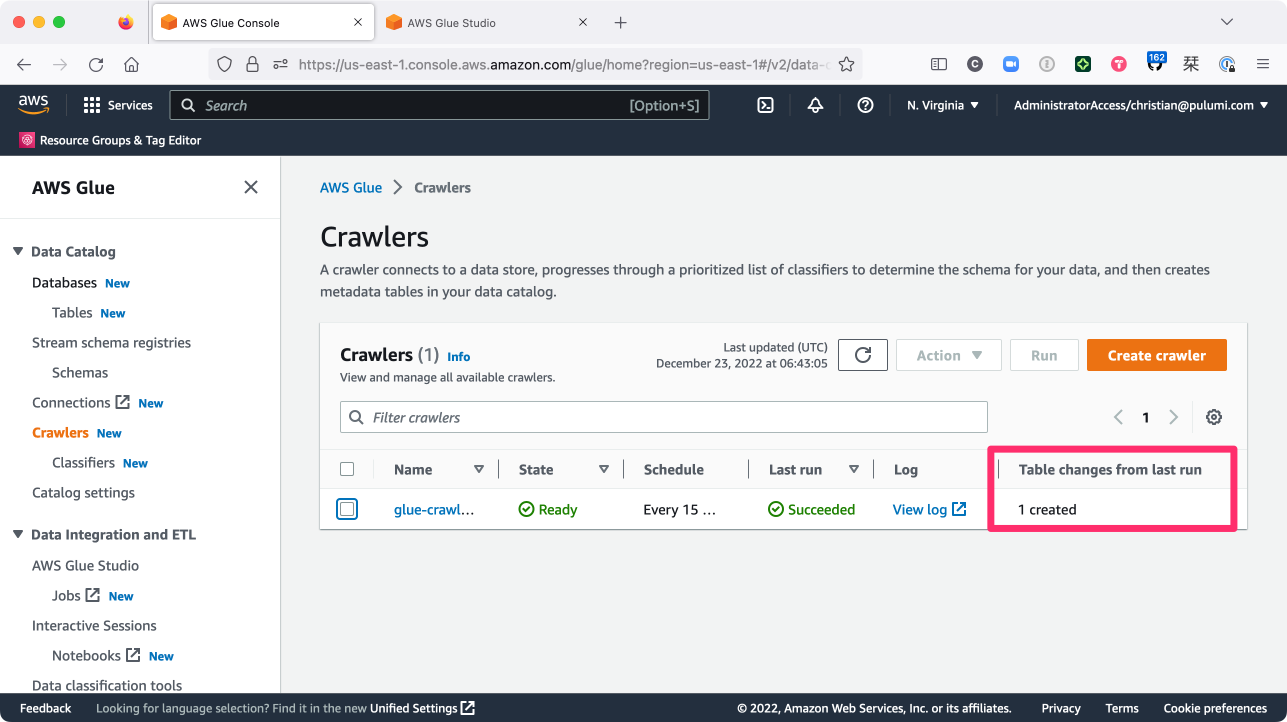 AWS Glue Console
AWS Glue Studio
https://us-east-1.console.aws.amazon.com/glue/home?region=us-east-1#/v2/data-c
C
T
162
aws
Services
Search
[Option+S]
N. Virginia
AdministratorAccess/christian@pulumi.com
Resource Groups & Tag Editor
AWS Glue
Data Catalog
Databases New
Tables New
Stream schema registries
Schemas
Connections New
Crawlers New
Classifiers New
Catalog settings
Data Integration and ETL
AWS Glue Studio
Jobs New
Interactive Sessions
Notebooks New
Data classification tools
AWS Glue Crawlers
Crawlers
A crawler connects to a data store, progresses through a prioritized list of classifiers to determine the schema for your data, and then creates
metadata tables in your data catalog.
Crawlers (1) Info
View and manage all available crawlers.
Last updated (UTC)
December 23, 2022 at 06:43:05
Action
Run
Create crawler
Filter crawlers
1
Name State Schedule Last run Log Table changes from last run
glue-crawl... Ready Every 15 ... Succeeded View log 1 created
Feedback Looking for language selection? Find it in the new Unified Settings © 2022, Amazon Web Services, Inc. or its affiliates. Privacy Terms Cookie preferences